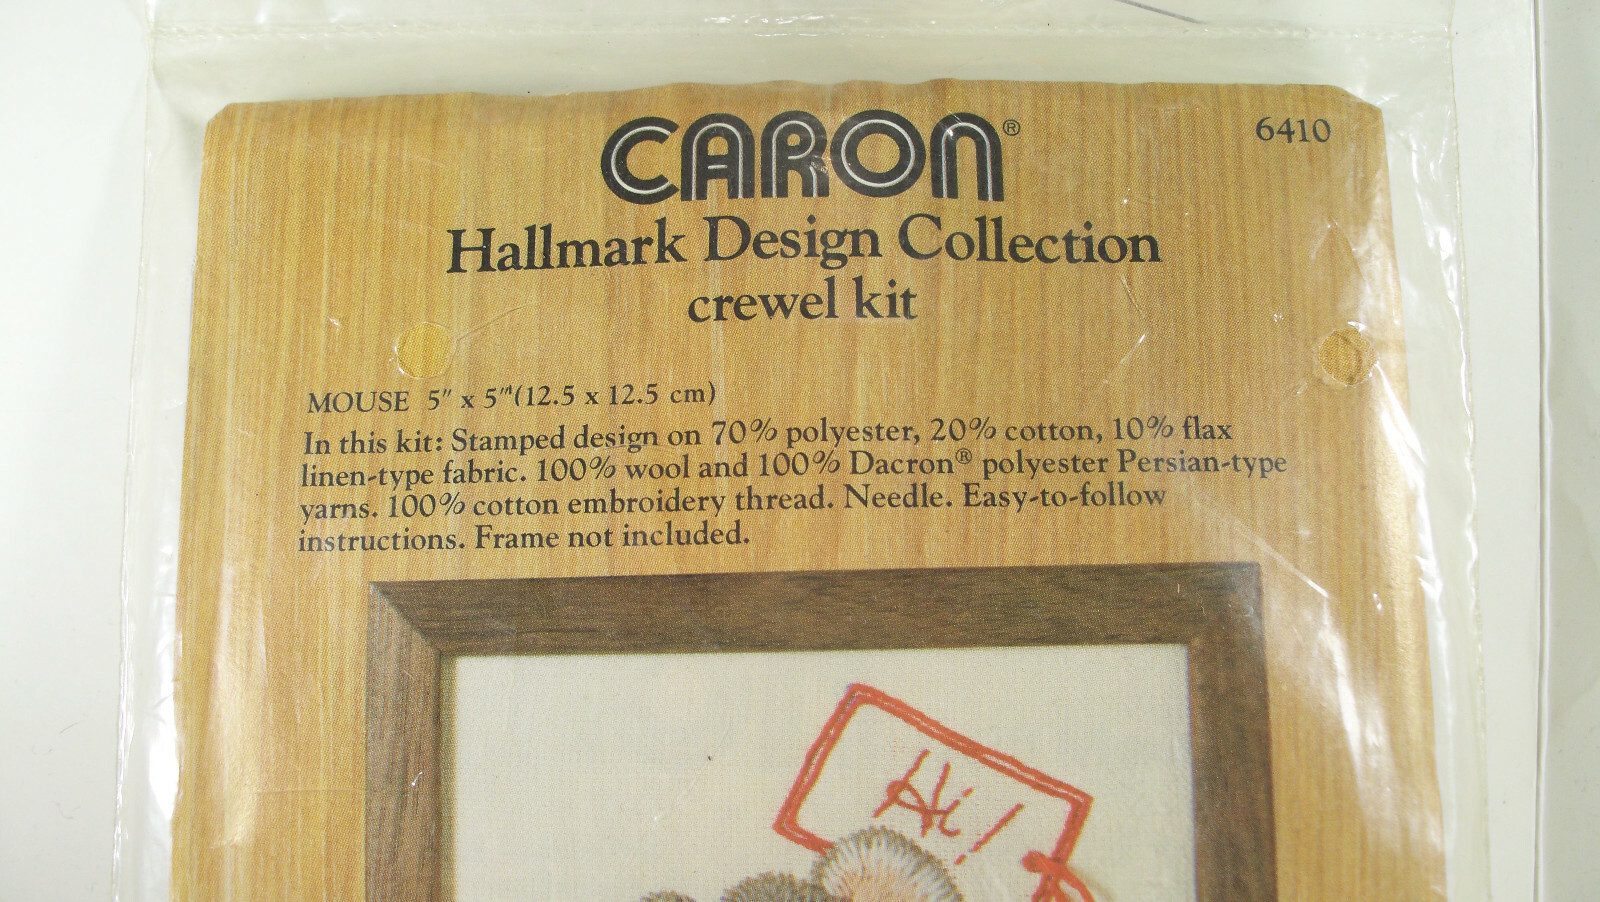 CARON®
6410
Hallmark Design Collection
crewel kit
MOUSE 5" x 5" (12.5 x 12.5 cm)
In this kit: Stamped design on 70% polyester, 20% cotton, 10% flax
linen-type fabric. 100% wool and 100% Dacron® polyester Persian-type
yarns. 100% cotton embroidery thread. Needle. Easy-to-follow
instructions. Frame not included.
Hi!